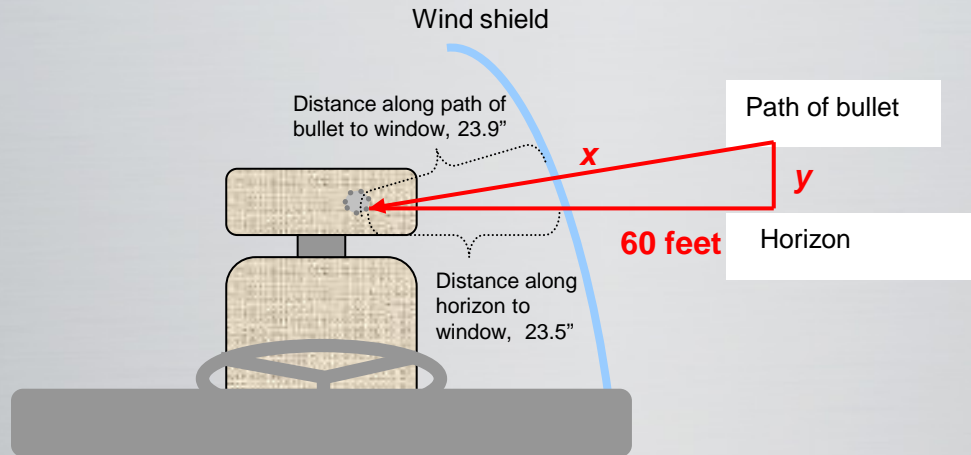 Wind shield
Distance along path of
bullet to window, 23.9”
Path of bullet
x
y
60 feet
Horizon
Distance along
horizon to
window,  23.5”